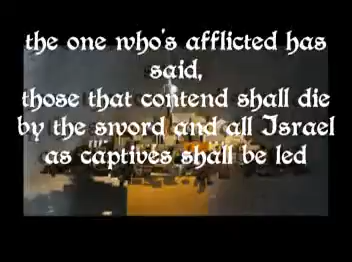 the one who's afflicted has
said,
those that contend shall die
by the sword and all Israel
as captives shall be led